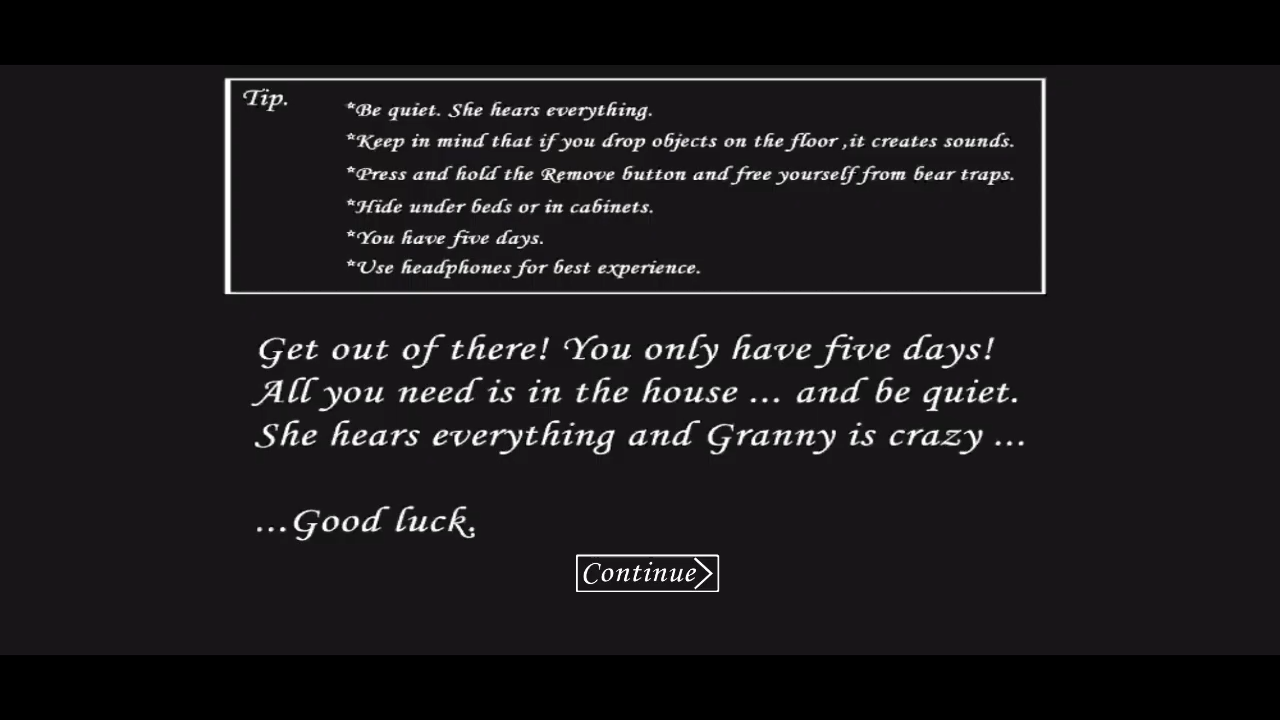 Tip.
*Be quiet. She hears everything.
*Keep in mind that if you drop objects on the floor ,it creates sounds.
*Press and hold the Remove button and free yourself from bear traps.
*Hide under beds or in cabinets.
*You have five days.
*Use headphones for best experience.
Get out of there! You only have five days!
All you need is in the house ... and be quiet.
She hears everything and Granny is crazy ...
...Good luck.
Continue>